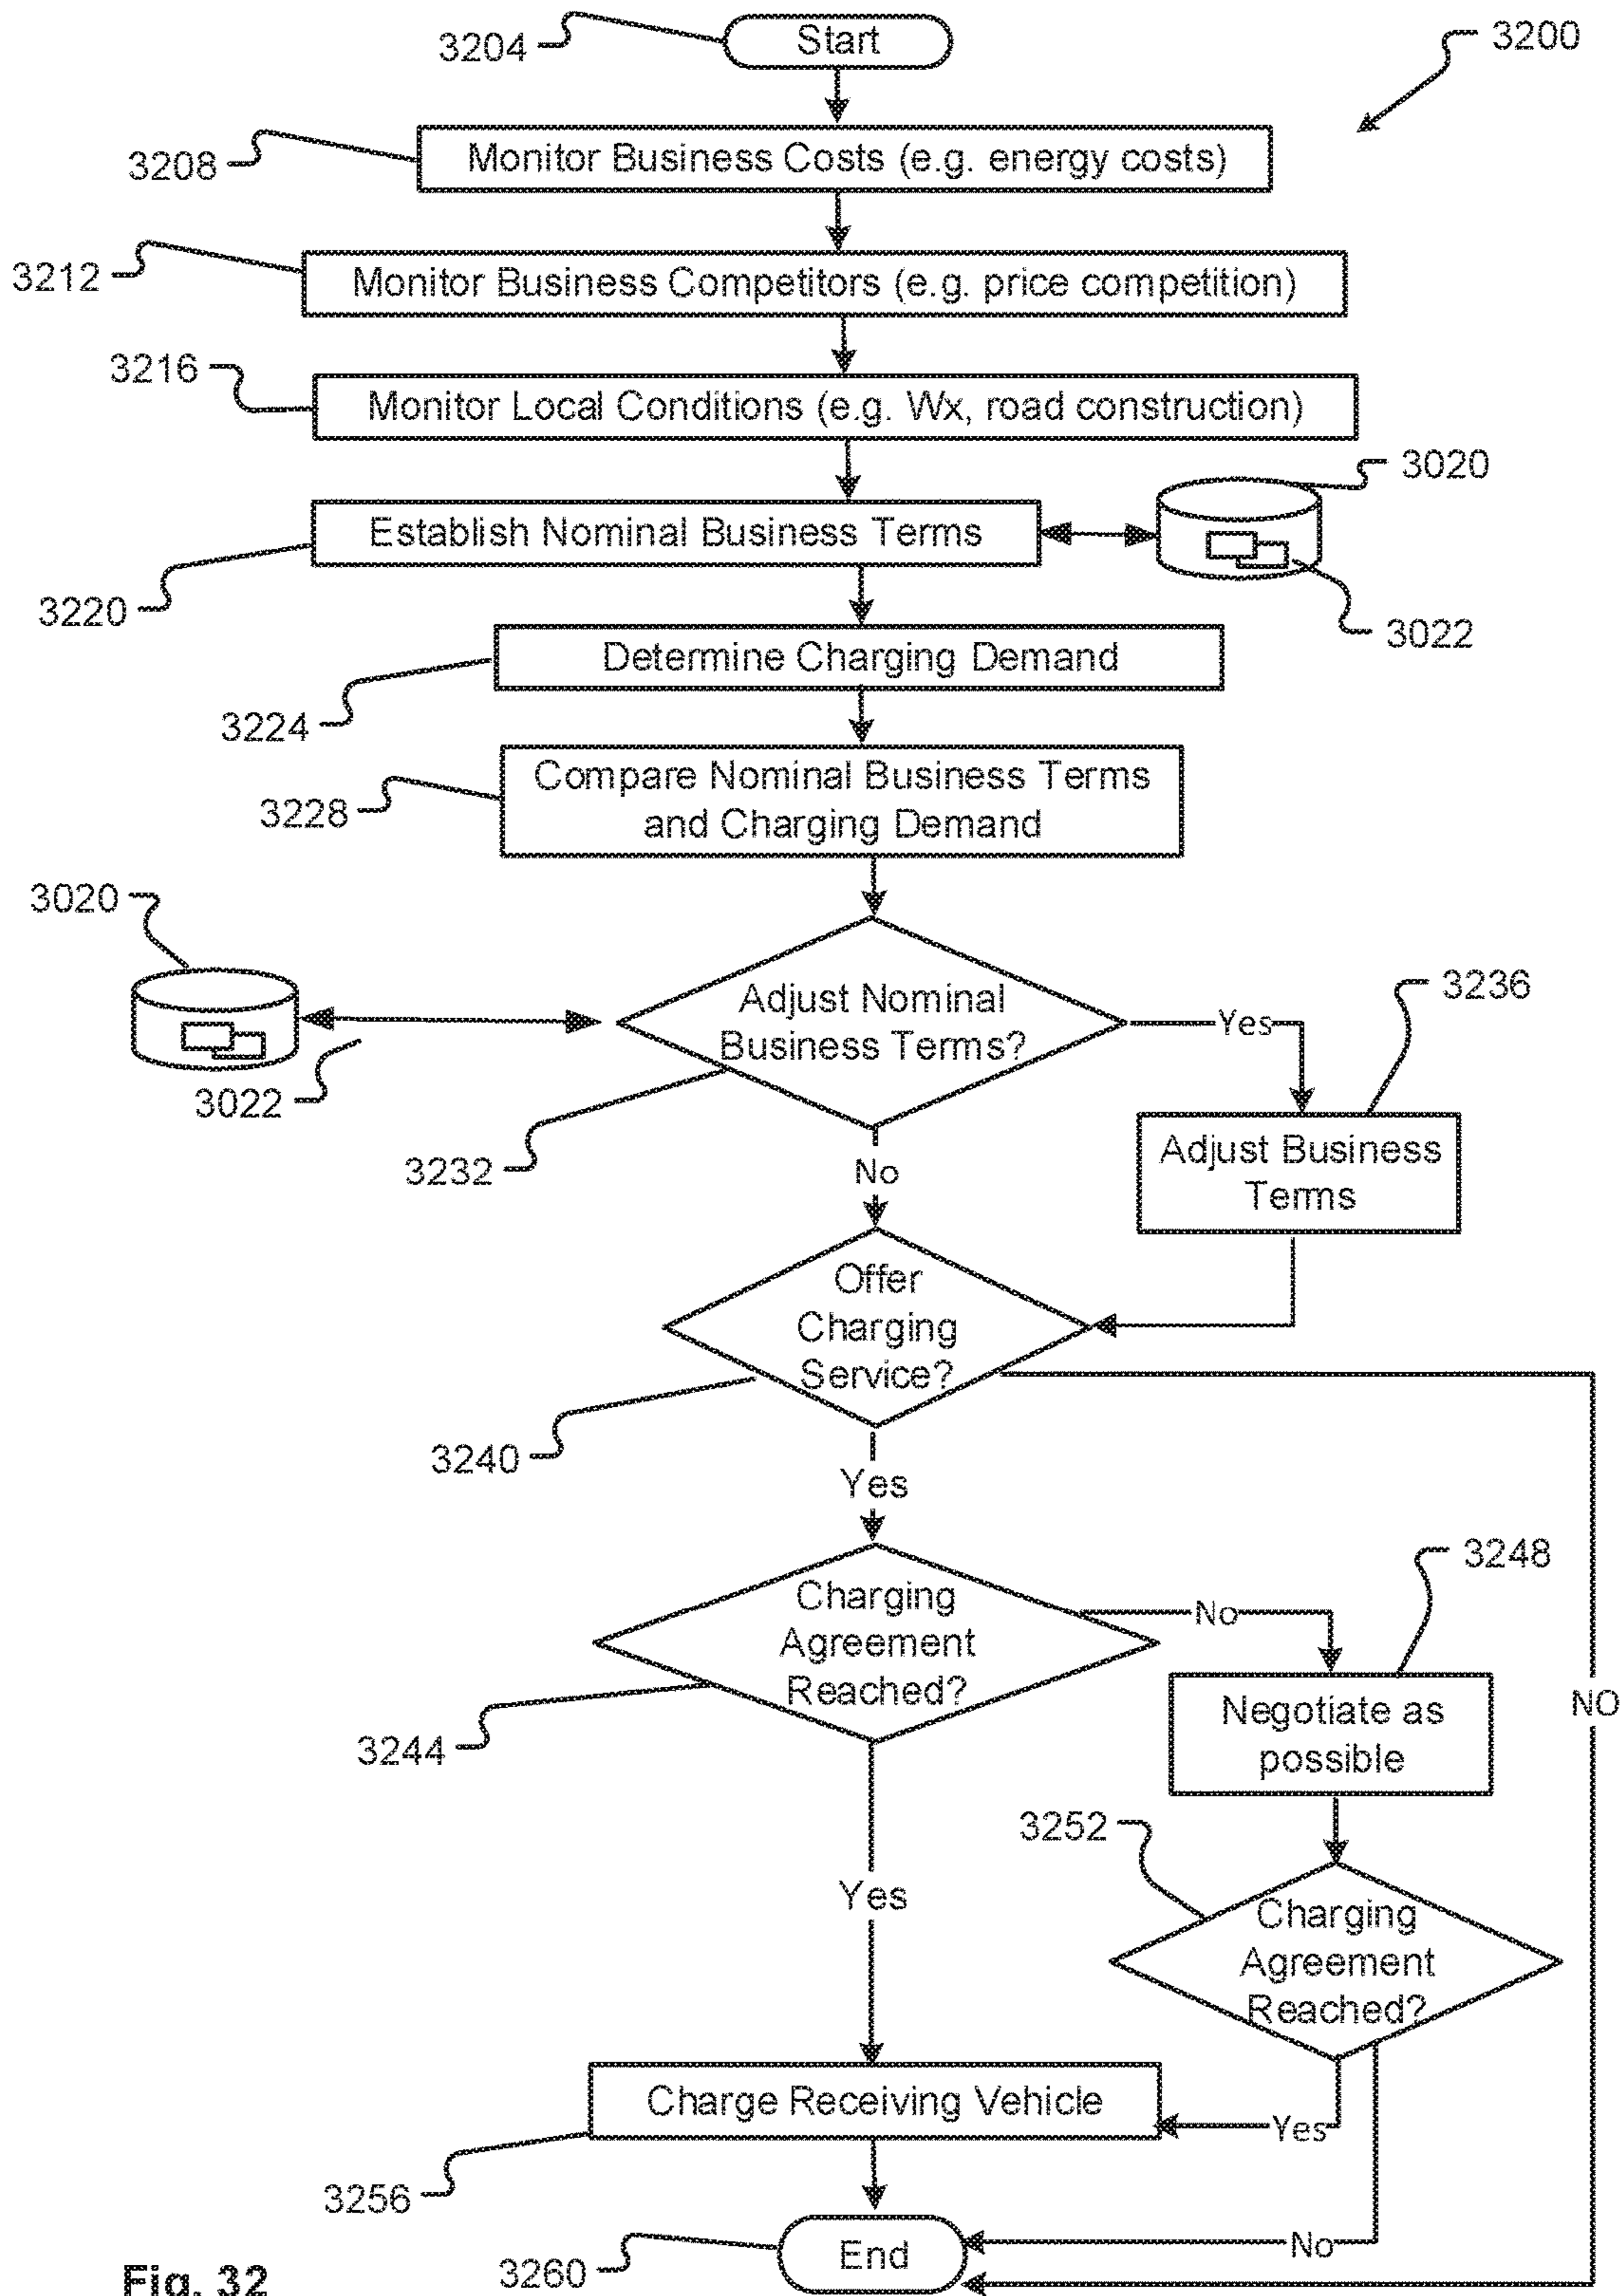 3204
Start
3200
3208
Monitor Business Costs (e.g. energy costs)
3212
Monitor Business Competitors (e.g. price competition)
3216
Monitor Local Conditions (e.g. Wx, road construction)
3020
Establish Nominal Business Terms
3220
3022
Determine Charging Demand
3224
Compare Nominal Business Terms
and Charging Demand
3228
3020
3236
Adjust Nominal
Business Terms?
Yes
3022
3232
No
Adjust Business
Terms
Offer
Charging
Service?
3240
Yes
3248
Charging
Agreement
Reached?
No
3244
Negotiate as
possible
NO
3252
Yes
Charging
Agreement
Reached?
Charge Receiving Vehicle
Yes
3256
End
No
3260
Fig. 32